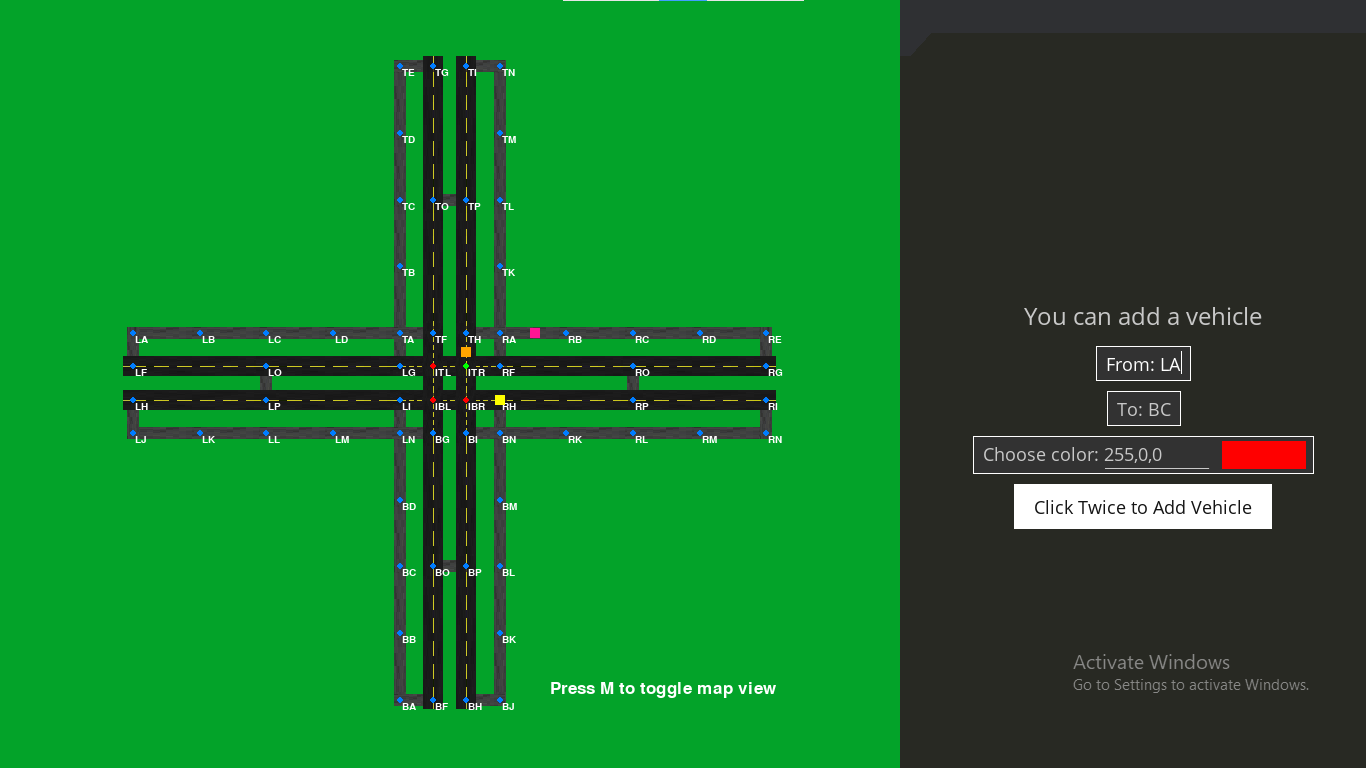 TE TG TI TN
TD TM
TC TO TP TL
TB TK
LA LB LC LD TA TF TH RA RB RC RD RE
LF LO LG ITL ITR RF RO RG
LH LP LI IBL IBR RH RP RI
LJ LK LL LM LN BG BI BN RK RL RM RN
BD BM
BC BO BP BL
BB BK
BA BF BH BJ
Press M to toggle map view
You can add a vehicle
From: LA
To: BC
Choose color: 255,0,0
Click Twice to Add Vehicle
Activate Windows
Go to Settings to activate Windows.